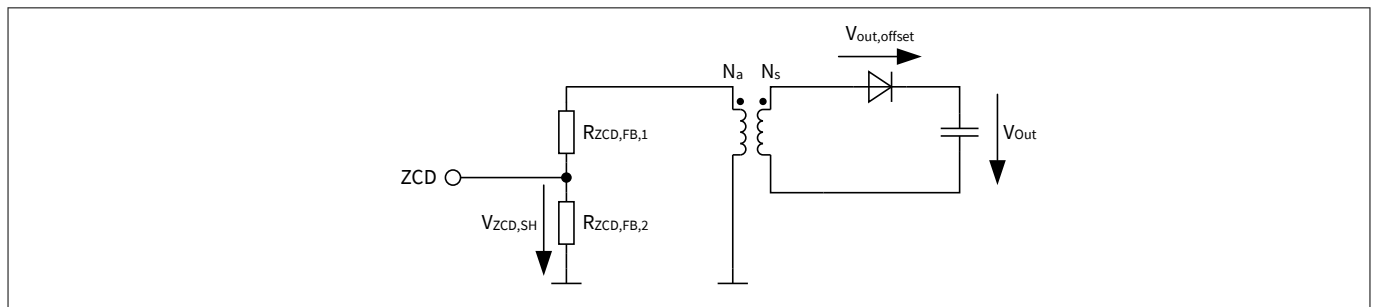 Vout,offset
Na Ns
RZCD,FB,1
VOut
ZCD
VZCD,SH
RZCD,FB,2